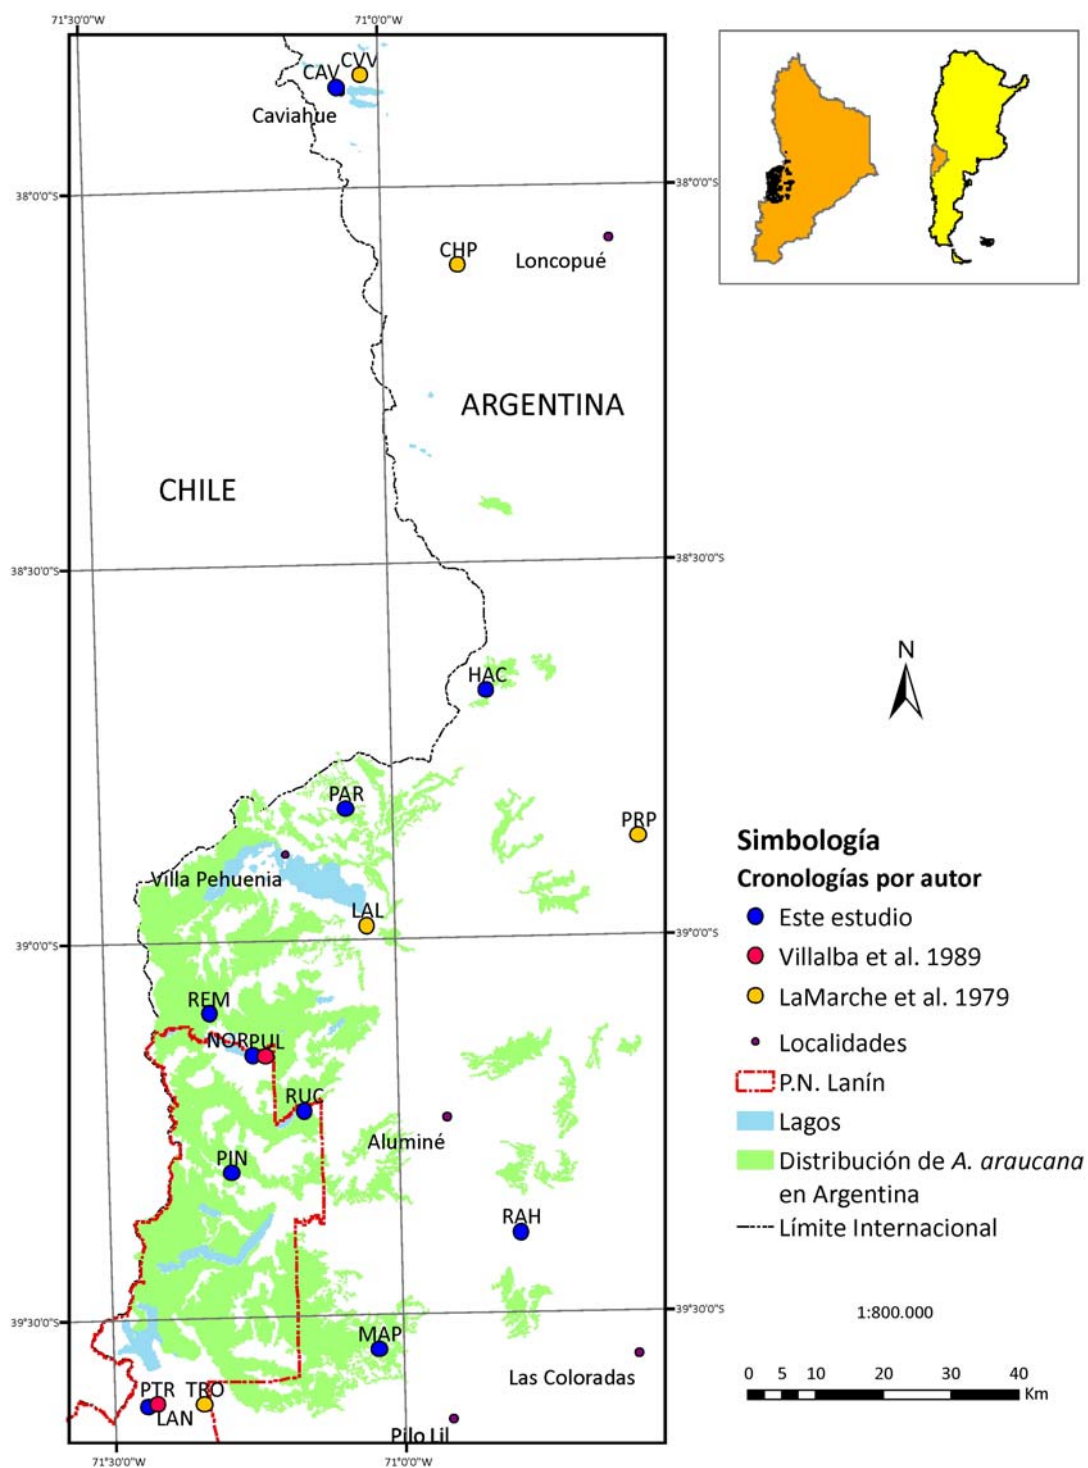 71°30'0"W
71°0'0"W
CAV
CVV
Caviahue
38°0'0"S
38°0'0"S
CHP
Loncopué
ARGENTINA
CHILE
38°30'0"S
38°30'0"S
HAC
N
PAR
PRP
Villa Pehuenia
LAL
39°0'0"S
39°0'0"S
REM
NOR
PUL
RUC
Aluminé
PIN
RAH
39°30'0"S
39°30'0"S
MAP
Las Coloradas
PTR
TRO
LAN
Pilo Lil
71°30'0"W
71°0'0"W
Simbología
Cronologías por autor
Este estudio
Villalba et al. 1989
LaMarche et al. 1979
Localidades
P.N. Lanín
Lagos
Distribución de A. araucana
en Argentina
Límite Internacional
1:800.000
0 5 10 20 30 40
Km